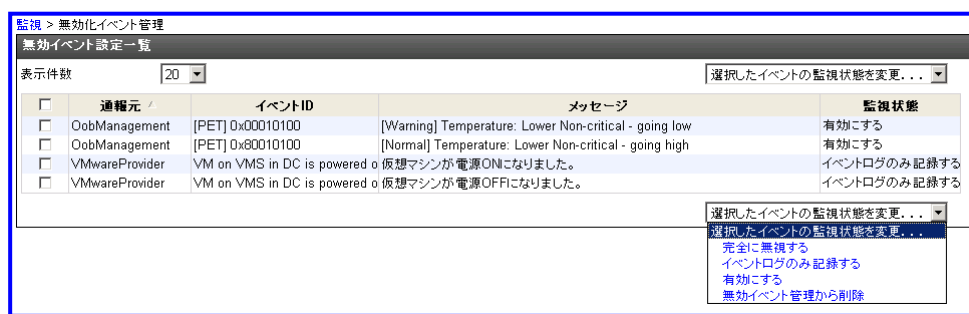 監視 > 無効化イベント管理
無効イベント設定一覧
表示件数 20 選択したイベントの監視状態を変更...
通報元 イベントID メッセージ 監視状態
OobManagement [PET] 0x00010100 [Warning] Temperature: Lower Non-critical - going low 有効にする
OobManagement [PET] 0x80010100 [Normal] Temperature: Lower Non-critical - going high 有効にする
VMwareProvider VM on VMS in DC is powered o 仮想マシンが電源ONになりました。 イベントログのみ記録する
VMwareProvider VM on VMS in DC is powered o 仮想マシンが電源OFFになりました。 イベントログのみ記録する
選択したイベントの監視状態を変更...
選択したイベントの監視状態を変更...
完全に無視する
イベントログのみ記録する
有効にする
無効イベント管理から削除